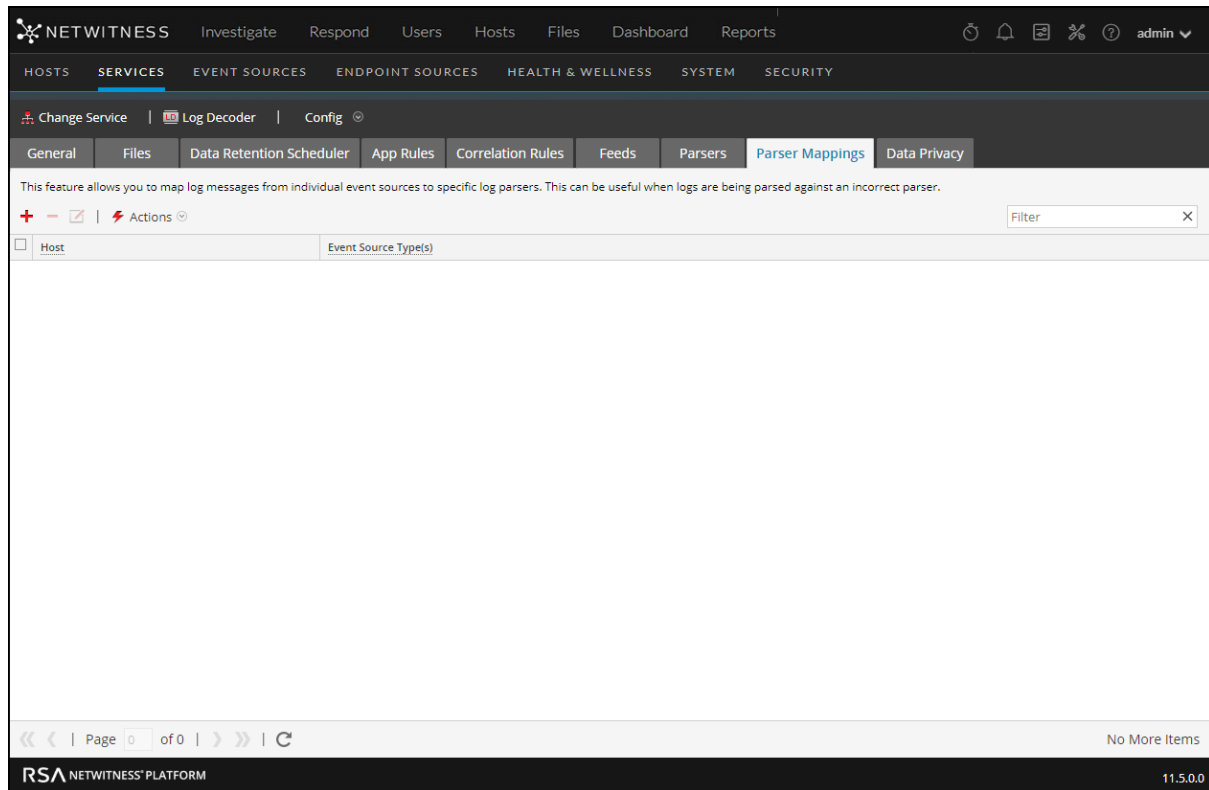 NETWITNESS Investigate Respond Users Hosts Files Dashboard Reports admin
HOSTS SERVICES EVENT SOURCES ENDPOINT SOURCES HEALTH & WELLNESS SYSTEM SECURITY
Change Service | LD Log Decoder | Config
General Files Data Retention Scheduler App Rules Correlation Rules Feeds Parsers Parser Mappings Data Privacy
This feature allows you to map log messages from individual event sources to specific log parsers. This can be useful when logs are being parsed against an incorrect parser.
Actions Filter
Host Event Source Type(s)
Page 0 of 0 No More Items
RSA NETWITNESS® PLATFORM 11.5.0.0